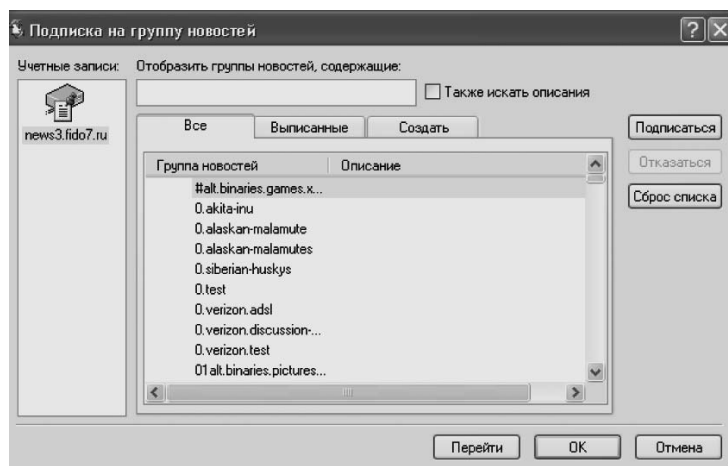 Подписка на группу новостей
Учетные записи:
Отобразить группы новостей, содержащие:
Также искать описания
news3.fido7.ru
Все
Выписанные
Создать
Подписаться
Отказаться
Сброс списка
Группа новостей
Описание
#alt.binaries.games.x...
0.akita-inu
0.alaskan-malamute
0.alaskan-malamutes
0.siberian-huskys
0.test
0.verizon.adsl
0.verizon.discussion-...
0.verizon.test
01alt.binaries.pictures...
Перейти
OK
Отмена